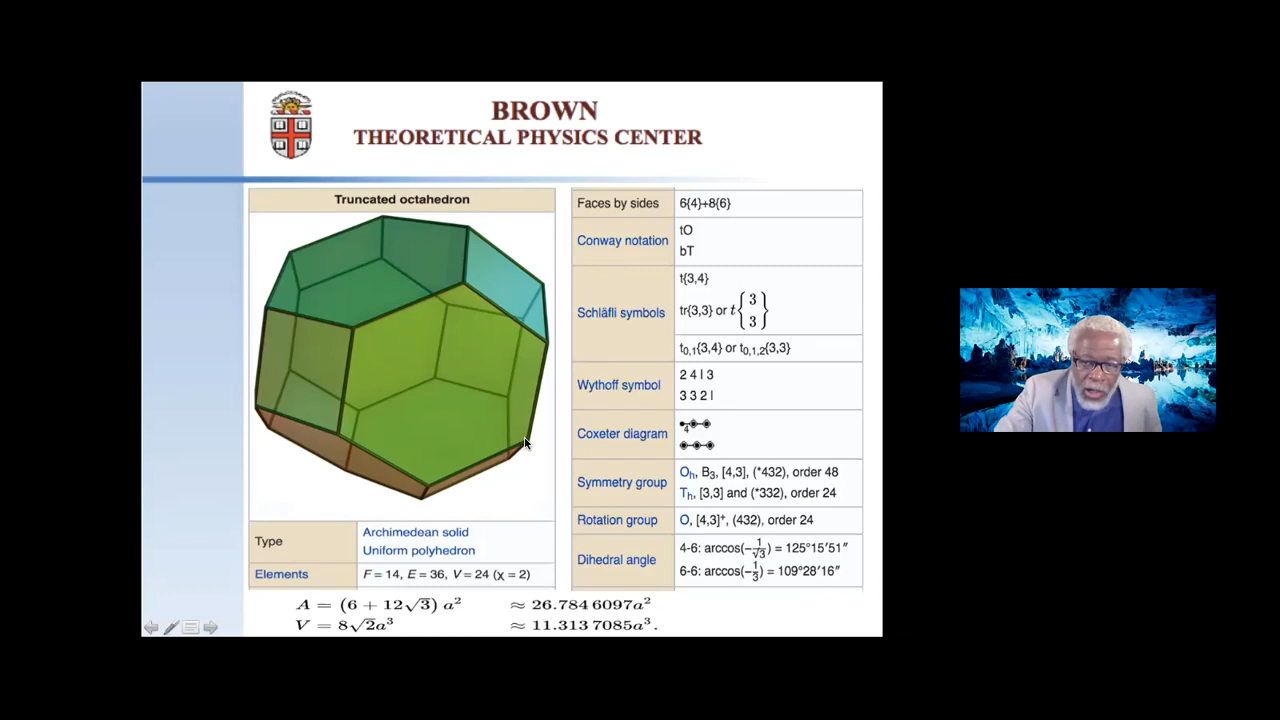 BROWN
THEORETICAL PHYSICS CENTER
Truncated octahedron
Type
Archimedean solid
Uniform polyhedron
Elements
F = 14, E = 36, V = 24 (χ = 2)
Faces by sides
6{4}+8{6}
Conway notation
tO
bT
Schläfli symbols
t{3,4}
tr{3,3} or t{3 3}
t0,1{3,4} or t0,1,2{3,3}
Wythoff symbol
2 4 | 3
3 3 2 |
Coxeter diagram
4
Symmetry group
Oh, B3, [4,3], (*432), order 48
Th, [3,3] and (*332), order 24
Rotation group
O, [4,3]+, (432), order 24
Dihedral angle
4-6: arccos(−1/√3) = 125°15′51″
6-6: arccos(−1/3) = 109°28′16″
A = (6 + 12√3) a² ≈ 26.784 6097a²
V = 8√2a³ ≈ 11.313 7085a³.